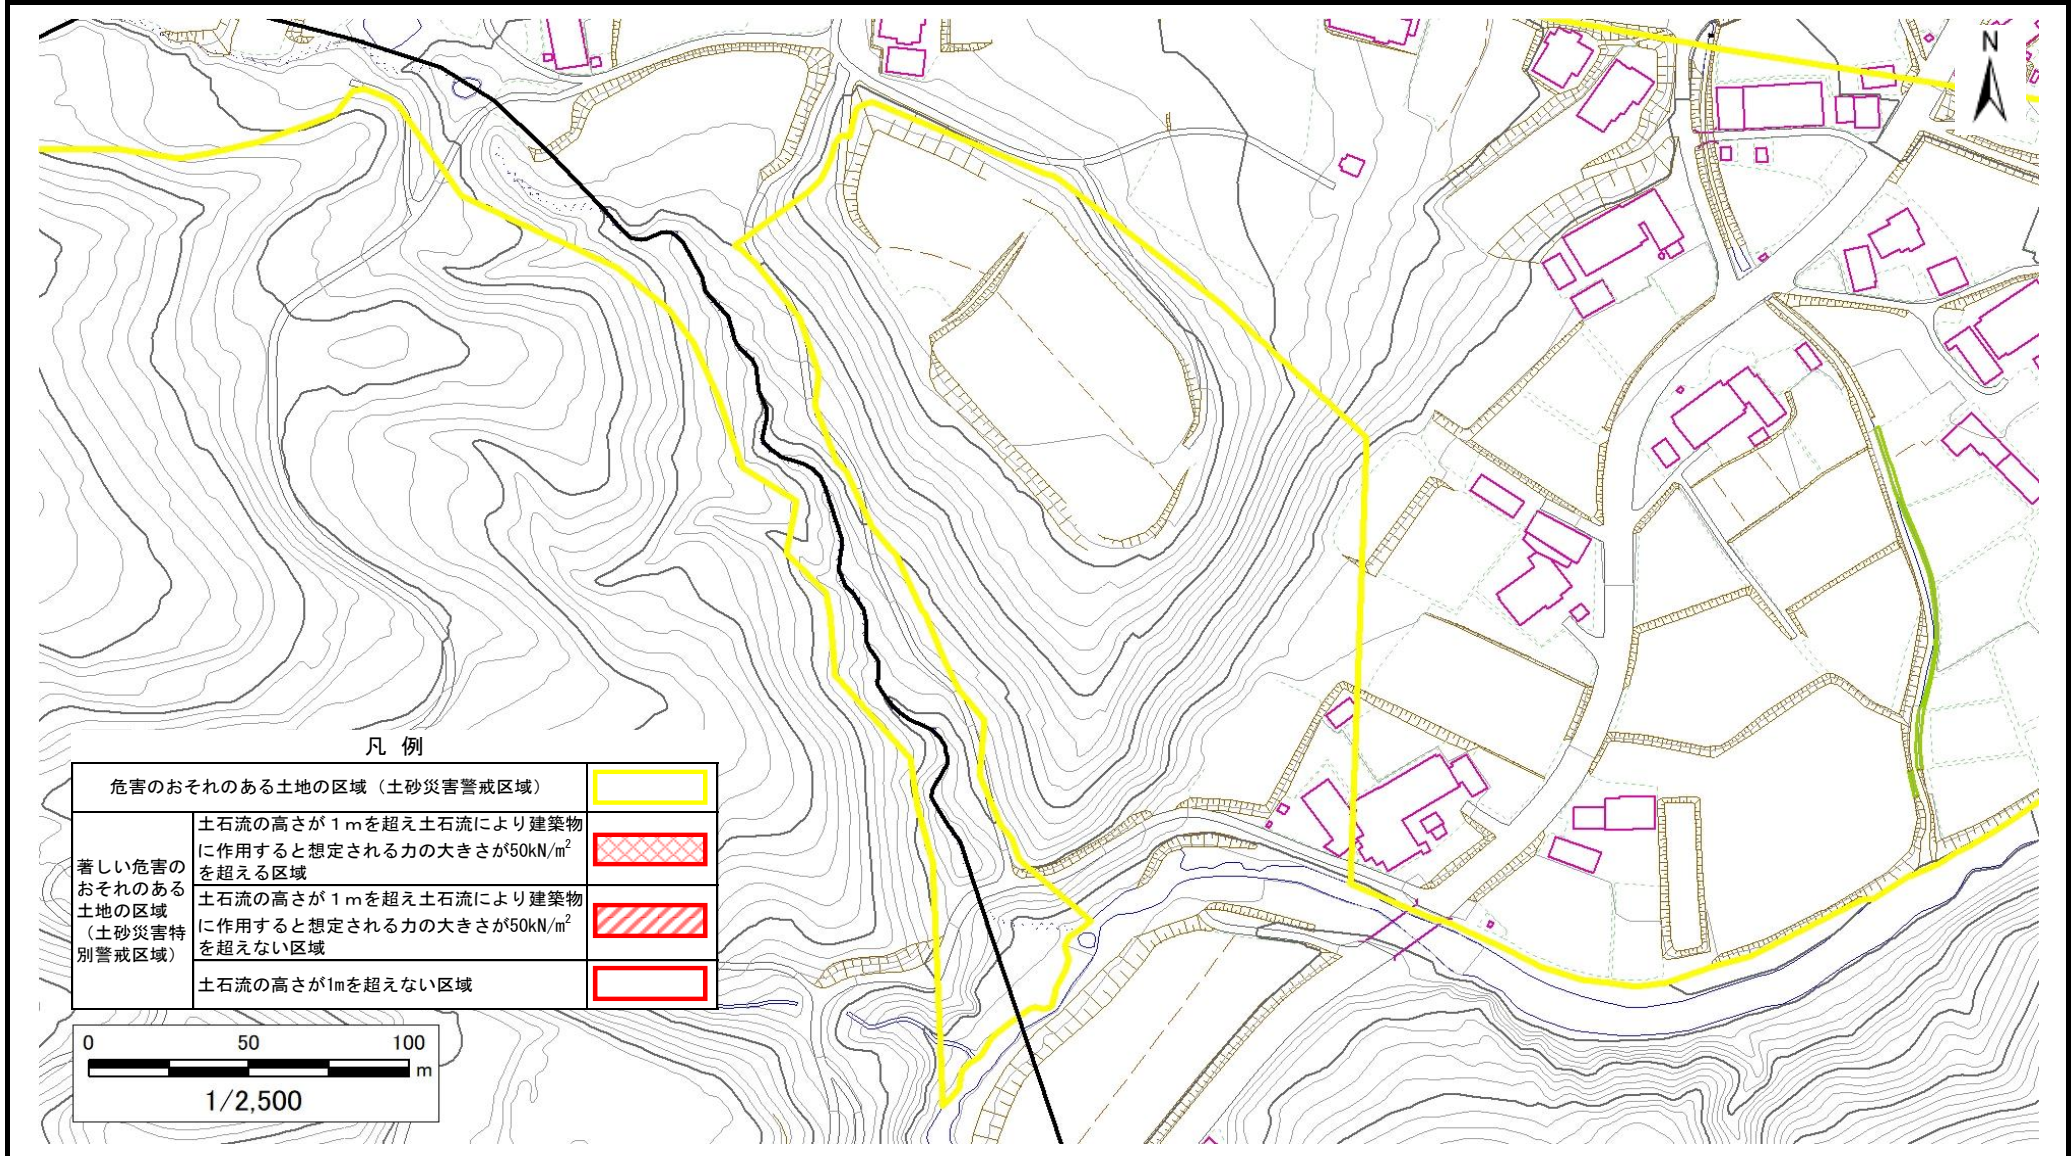 N
凡 例
危害のおそれのある土地の区域（土砂災害警戒区域）
著しい危害の
おそれのある
土地の区域
（土砂災害特
別警戒区域）
土石流の高さが１ｍを超え土石流により建築物
に作用すると想定される力の大きさが50kN/m²
を超える区域
土石流の高さが１ｍを超え土石流により建築物
に作用すると想定される力の大きさが50kN/m²
を超えない区域
土石流の高さが1mを超えない区域
0 50 100
m
1/2,500